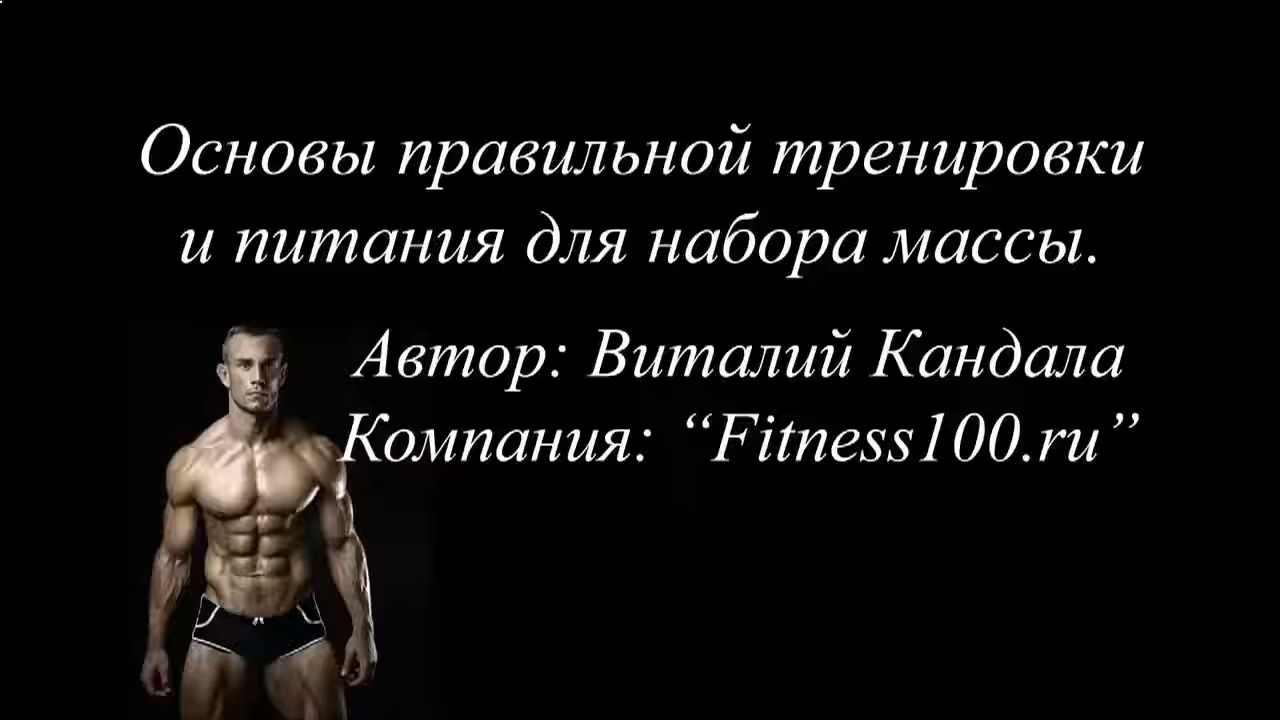 Основы правильной тренировки
и питания для набора массы.
Автор: Виталий Кандала
Компания: “Fitness100.ru”